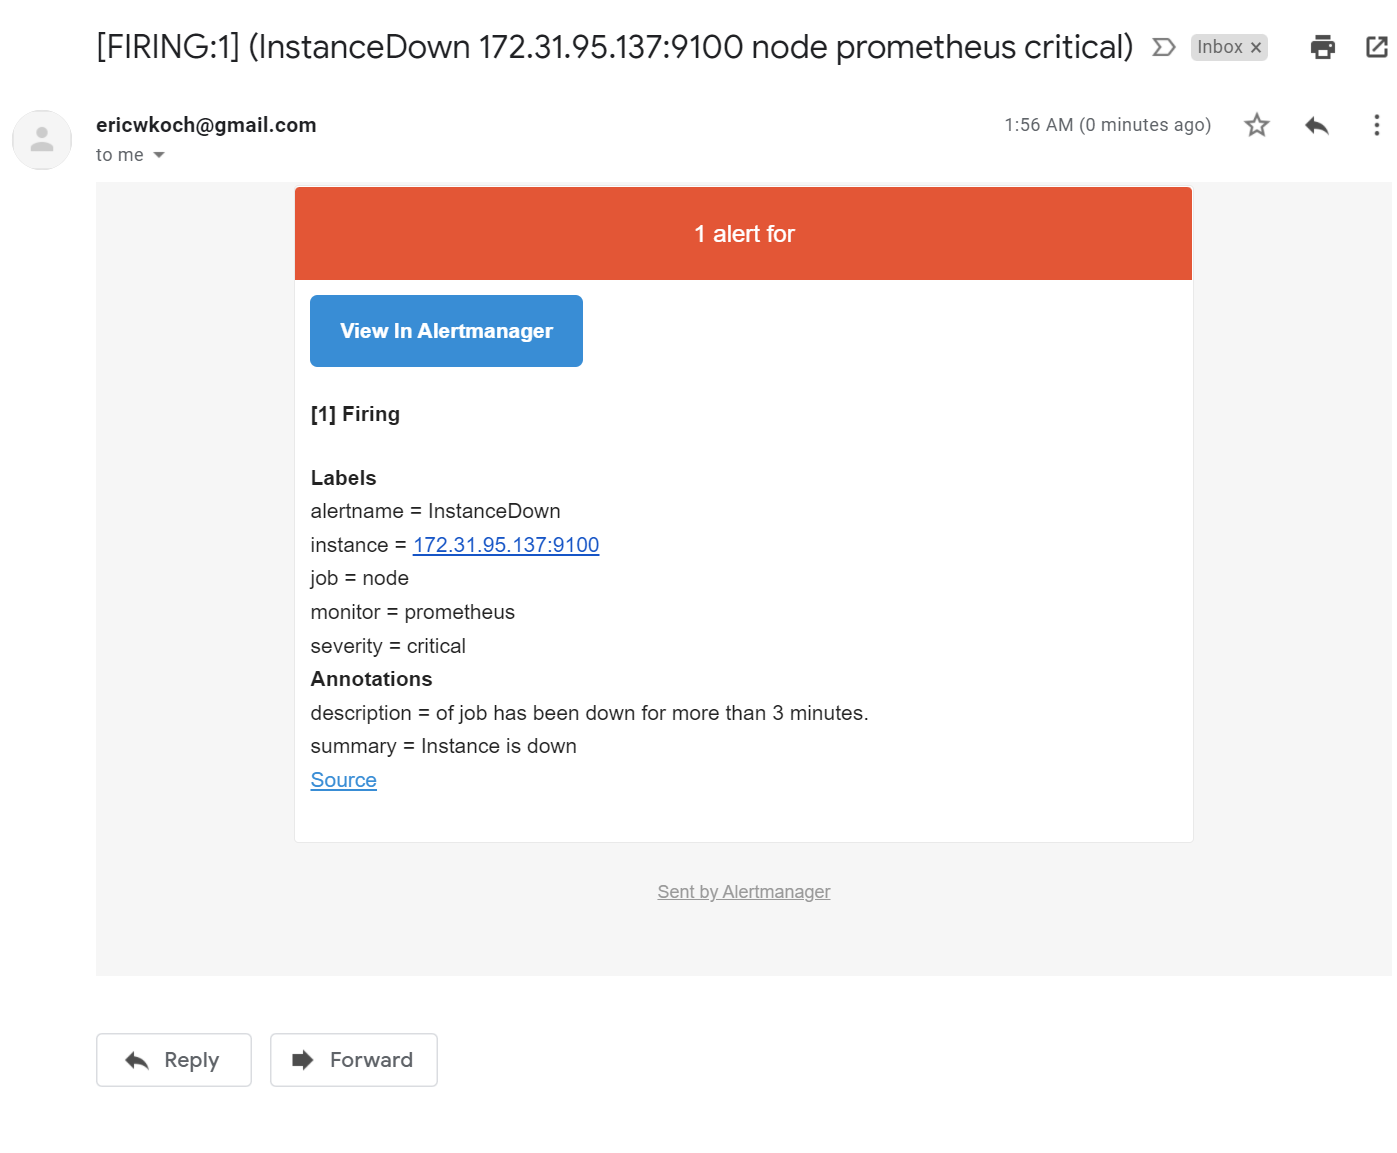 [FIRING:1] (InstanceDown 172.31.95.137:9100 node prometheus critical) Inbox ×
ericwkoch@gmail.com 1:56 AM (0 minutes ago)
to me
1 alert for
View In Alertmanager
[1] Firing
Labels
alertname = InstanceDown
instance = 172.31.95.137:9100
job = node
monitor = prometheus
severity = critical
Annotations
description = of job has been down for more than 3 minutes.
summary = Instance is down
Source
Sent by Alertmanager
Reply Forward